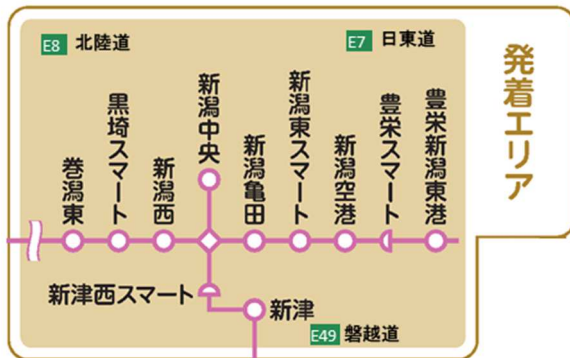 E8 北陸道
E7 日東道
発着エリア
巻潟東
黒埼スマート
新潟西
新潟中央
新潟亀田
新潟東スマート
新潟空港
豊栄スマート
豊栄新潟東港
新津西スマート
新津
E49 磐越道